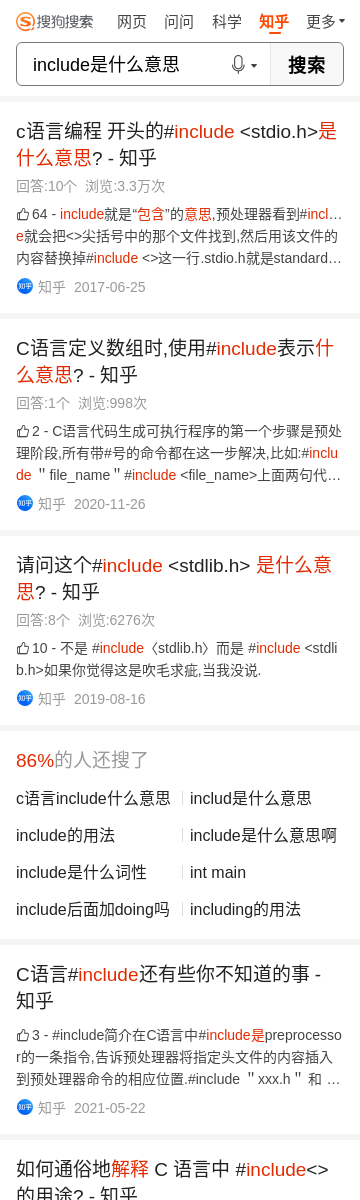 搜狗搜索 网页 问问 科学 知乎 更多
include是什么意思 搜索
c语言编程 开头的#include <stdio.h>是
什么意思? - 知乎
回答:10个 浏览:3.3万次
64 - include就是“包含”的意思,预处理器看到#incl…
e就会把<>尖括号中的那个文件找到,然后用该文件的
内容替换掉#include <>这一行.stdio.h就是standard…
知乎 知乎 2017-06-25
C语言定义数组时,使用#include表示什
么意思? - 知乎
回答:1个 浏览:998次
2 - C语言代码生成可执行程序的第一个步骤是预处
理阶段,所有带#号的命令都在这一步解决,比如:#inclu
de ＂file_name＂#include <file_name>上面两句代…
知乎 知乎 2020-11-26
请问这个#include <stdlib.h> 是什么意
思? - 知乎
回答:8个 浏览:6276次
10 - 不是 #include〈stdlib.h〉而是 #include <stdli
b.h>如果你觉得这是吹毛求疵,当我没说.
知乎 知乎 2019-08-16
86%的人还搜了
c语言include什么意思 includ是什么意思
include的用法 include是什么意思啊
include是什么词性 int main
include后面加doing吗 including的用法
C语言#include还有些你不知道的事 -
知乎
3 - #include简介在C语言中#include是preprocesso
r的一条指令,告诉预处理器将指定头文件的内容插入
到预处理器命令的相应位置.#include ＂xxx.h＂ 和 …
知乎 知乎 2021-05-22
如何通俗地解释 C 语言中 #include<>
的用途? - 知乎